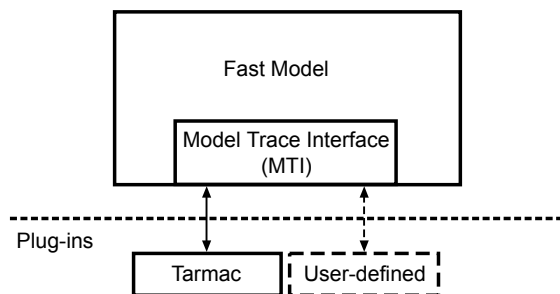 Fast Model
Model Trace Interface
(MTI)
Plug-ins
Tarmac
User-defined